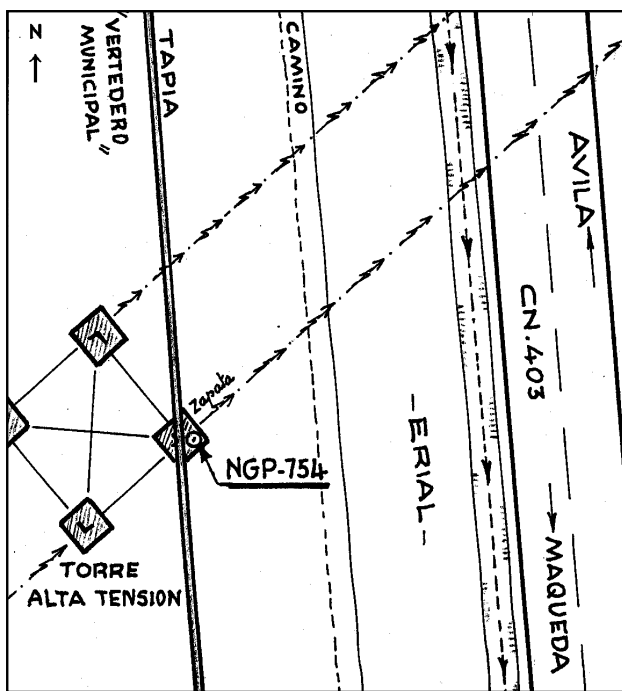 N
"VERTEDERO
MUNICIPAL"
TAPIA
CAMINO
AVILA
CN.403
Zapata
NGP-754
-ERIAL-
MAQUEDA
TORRE
ALTA TENSION